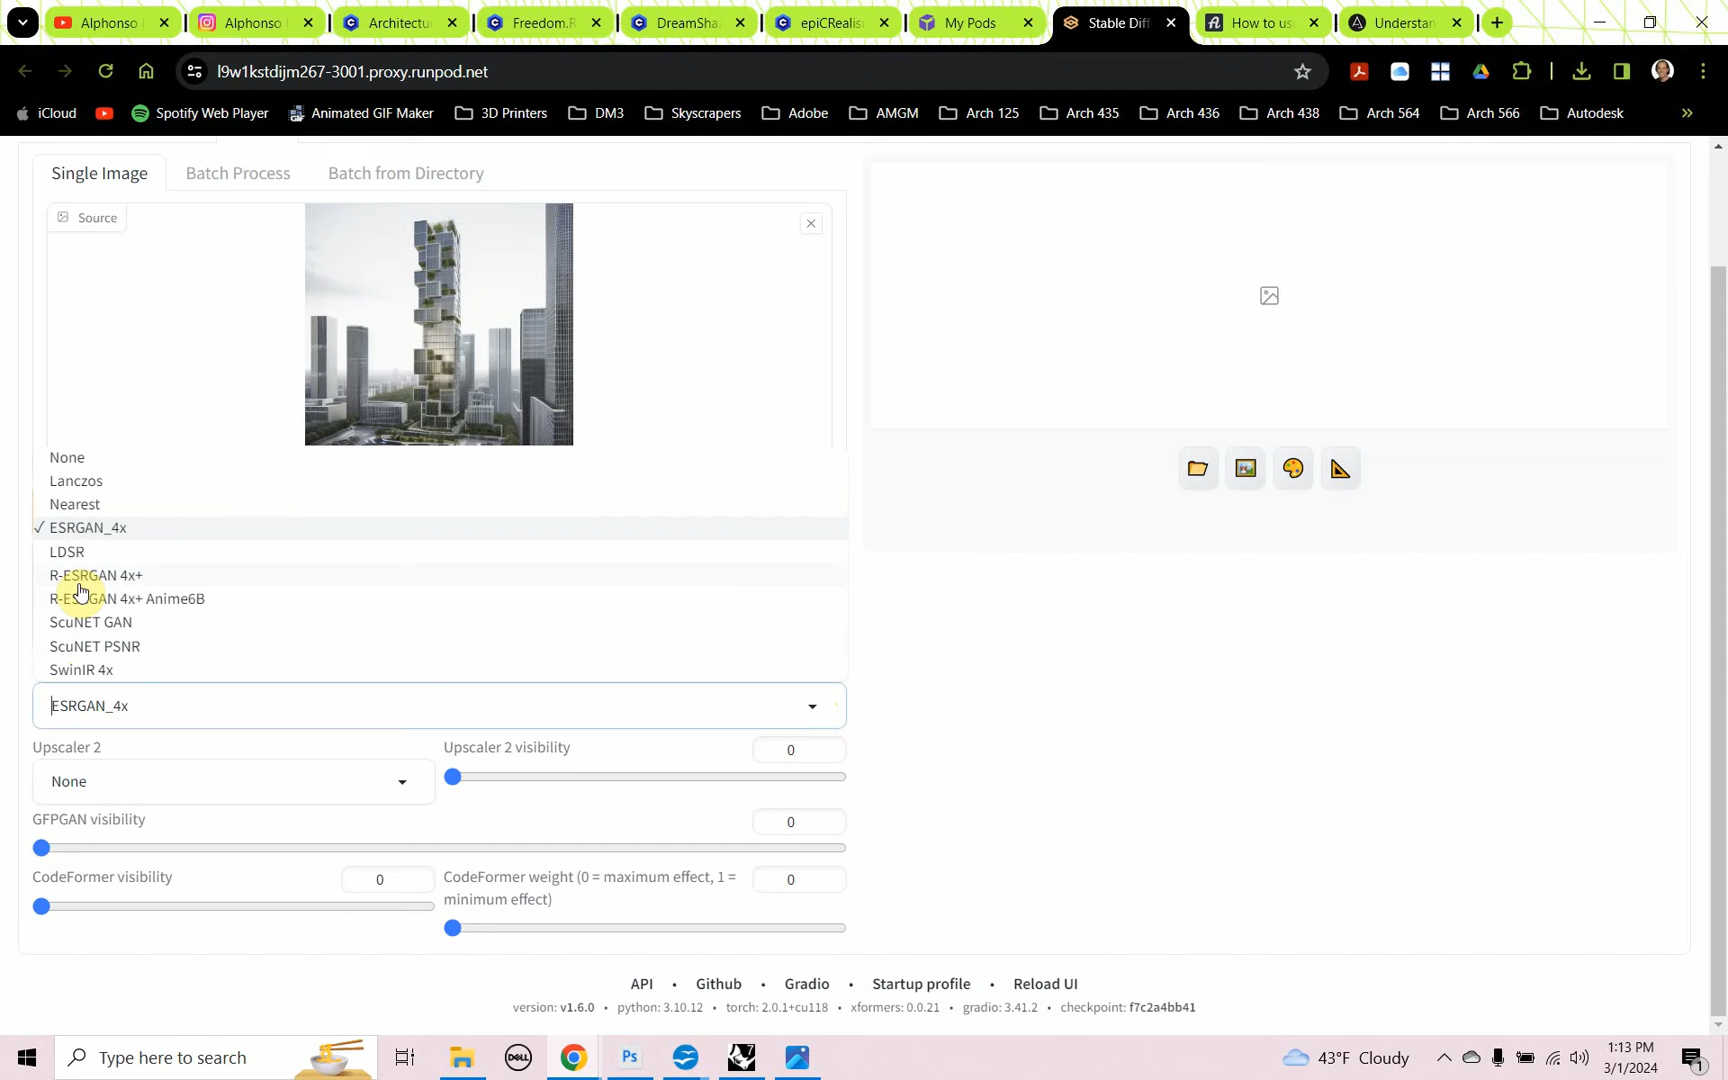 Alphonso
Alphonso
Architectu
Freedom.R
DreamSha
epiCRealis
My Pods
Stable Diff
How to us
Understan
l9w1kstdijm267-3001.proxy.runpod.net
iCloud
Spotify Web Player
Animated GIF Maker
3D Printers
DM3
Skyscrapers
Adobe
AMGM
Arch 125
Arch 435
Arch 436
Arch 438
Arch 564
Arch 566
Autodesk
»
Single Image
Batch Process
Batch from Directory
Source
None
Lanczos
Nearest
✓ ESRGAN_4x
LDSR
R-ESRGAN 4x+
R-ESRGAN 4x+ Anime6B
ScuNET GAN
ScuNET PSNR
SwinIR 4x
ESRGAN_4x
Upscaler 2
Upscaler 2 visibility
0
None
GFPGAN visibility
0
CodeFormer visibility
0
CodeFormer weight (0 = maximum effect, 1 =
minimum effect)
0
API • Github • Gradio • Startup profile • Reload UI
version: v1.6.0 • python: 3.10.12 • torch: 2.0.1+cu118 • xformers: 0.0.21 • gradio: 3.41.2 • checkpoint: f7c2a4bb41
Type here to search
DELL
Ps
7
43°F Cloudy
1:13 PM
3/1/2024
1